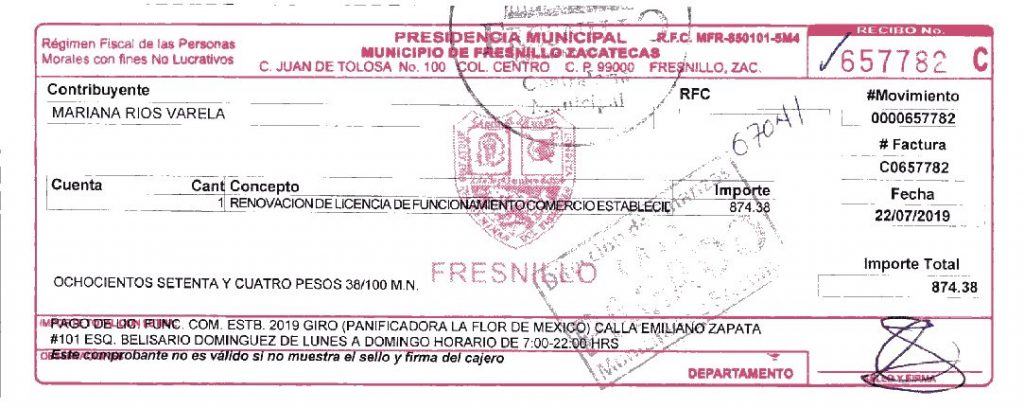 Régimen Fiscal de las Personas
Morales con fines No Lucrativos
PRESIDENCIA MUNICIPAL R.F.C. MFR-850101-5M4
MUNICIPIO DE FRESNILLO ZACATECAS
C. JUAN DE TOLOSA No. 100 COL. CENTRO C. P. 99000 FRESNILLO, ZAC.
RECIBO No.
657782 C
Contraloría
Municipal
Contribuyente
MARIANA RIOS VARELA
RFC
67041
#Movimiento
0000657782
# Factura
C0657782
Fecha
22/07/2019
Cuenta Cant Concepto Importe
1 RENOVACION DE LICENCIA DE FUNCIONAMIENTO COMERCIO ESTABLECID 874.38
FRESNILLO
OCHOCIENTOS SETENTA Y CUATRO PESOS 38/100 M.N.
Importe Total
874.38
PAGO DE LIC. FUNC. COM. ESTB. 2019 GIRO (PANIFICADORA LA FLOR DE MEXICO) CALLA EMILIANO ZAPATA
#101 ESQ. BELISARIO DOMINGUEZ DE LUNES A DOMINGO HORARIO DE 7:00-22:00 HRS
Este comprobante no es válido si no muestra el sello y firma del cajero
DEPARTAMENTO
SELLO Y FIRMA